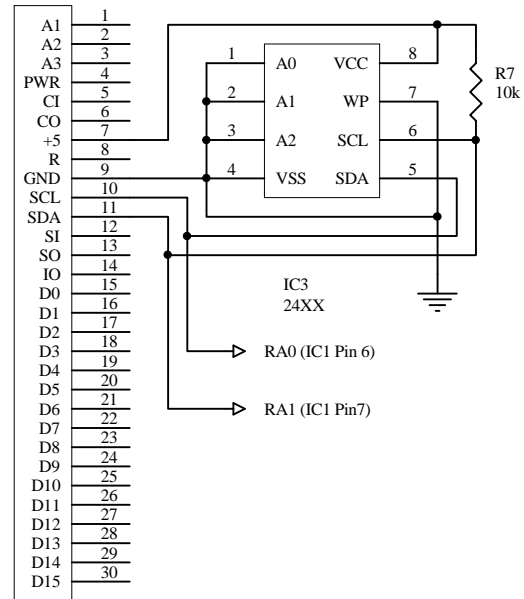 A1 1
A2 2
A3 3
PWR 4
CI 5
CO 6
+5 7
R 8
GND 9
SCL 10
SDA 11
SI 12
SO 13
IO 14
D0 15
D1 16
D2 17
D3 18
D4 19
D5 20
D6 21
D7 22
D8 23
D9 24
D10 25
D11 26
D12 27
D13 28
D14 29
D15 30
1 A0 VCC 8
2 A1 WP 7
3 A2 SCL 6
4 VSS SDA 5
R7
10k
IC3
24XX
RA0 (IC1 Pin 6)
RA1 (IC1 Pin7)